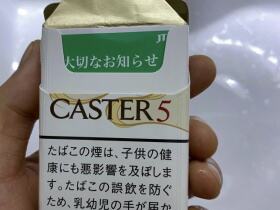 JT
大切なお知らせ
CASTER 5
たばこの煙は、子供の健
康にも悪影響を及ぼしま
す。たばこの誤飲を防ぐ
ため、乳幼児の手が届か